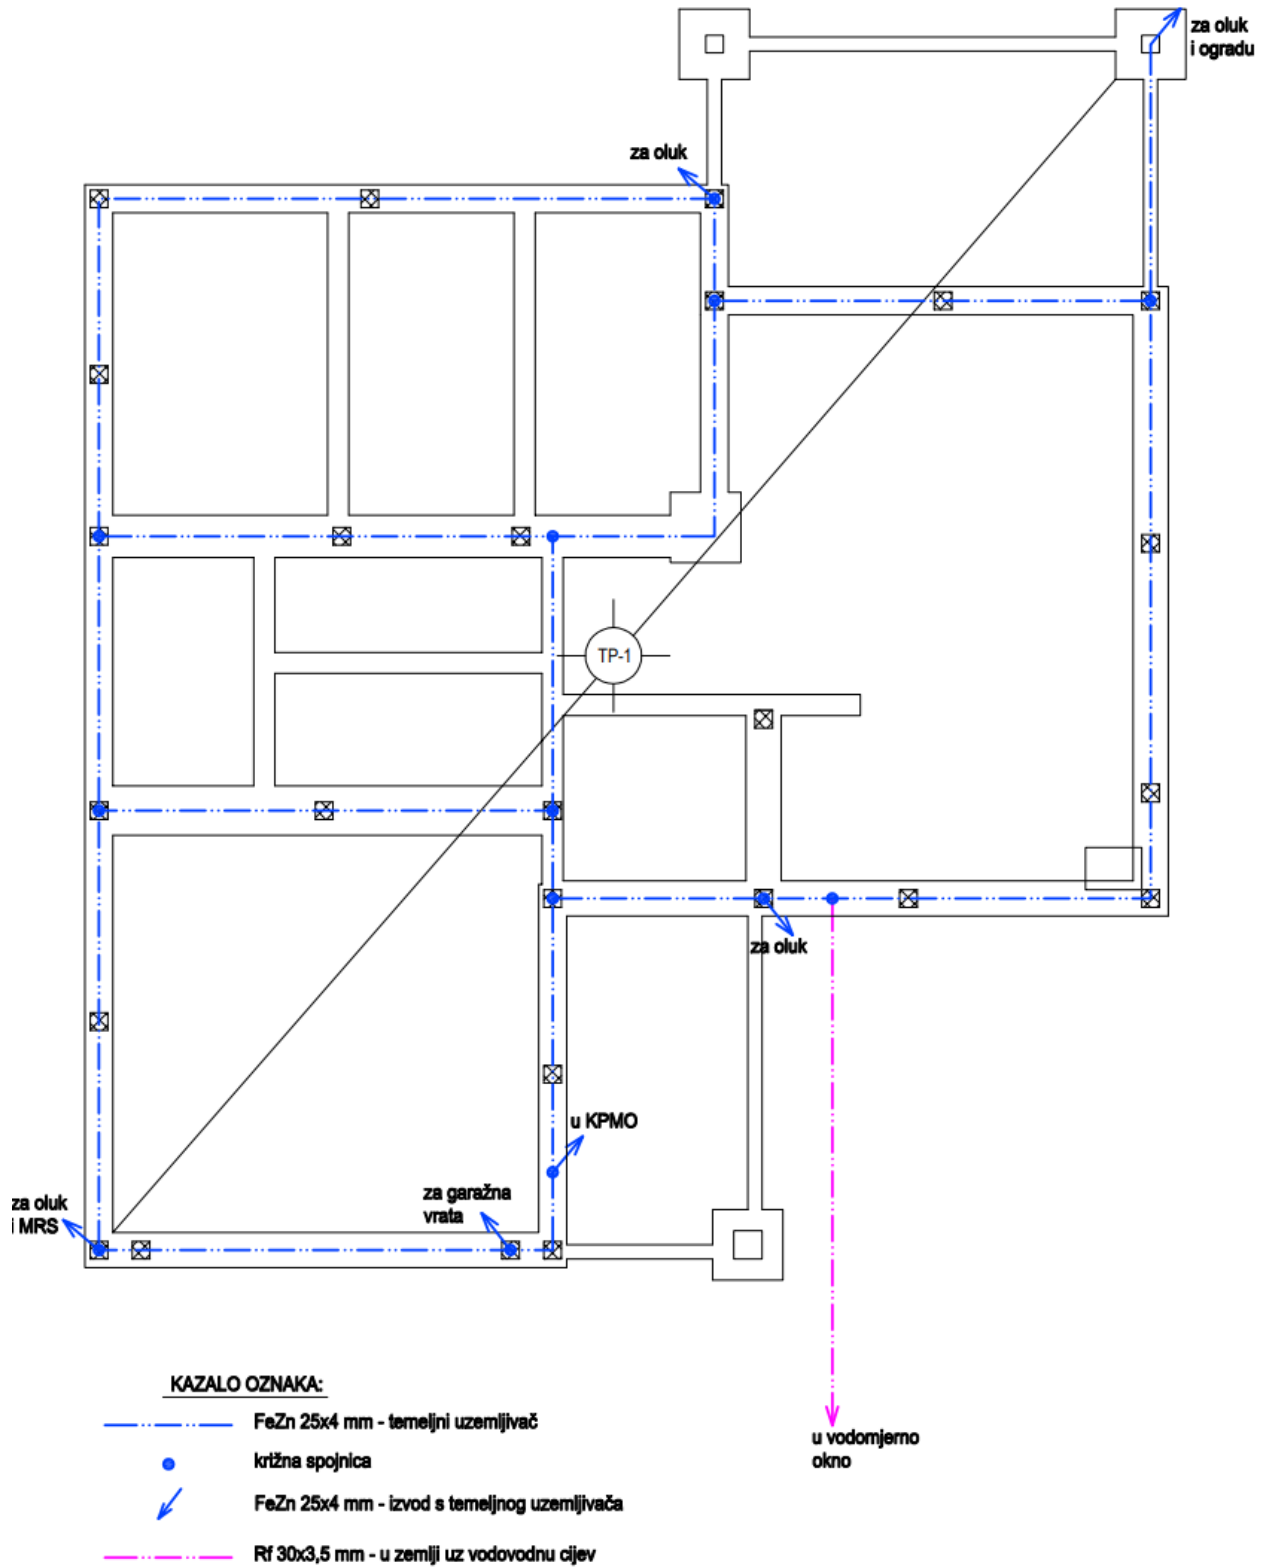 za oluk
i ogradu
za oluk
TP-1
za oluk
u KPMO
za garažna
vrata
za oluk
i MRS
u vodomjerno
okno
KAZALO OZNAKA:
FeZn 25x4 mm - temeljni uzemljivač
križna spojnica
FeZn 25x4 mm - izvod s temeljnog uzemljivača
Rf 30x3,5 mm - u zemlji uz vodovodnu cijev